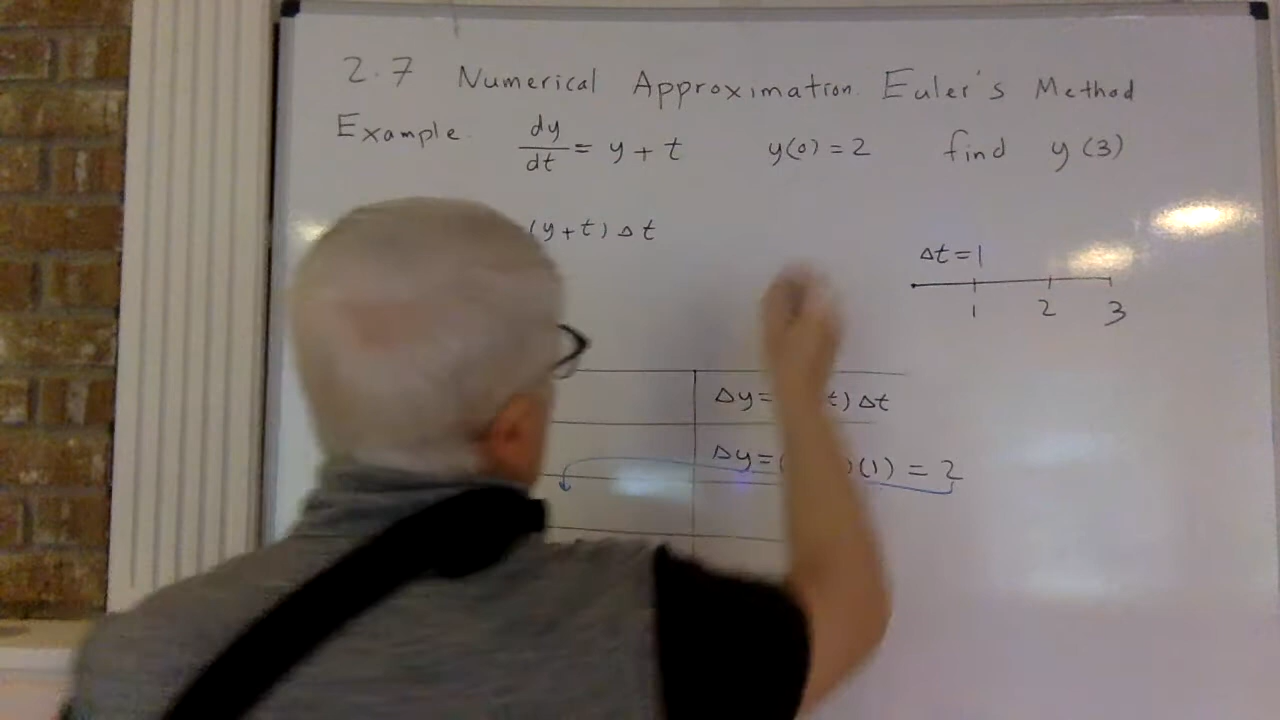 2.7 Numerical Approximation. Euler's Method
Example. dy/dt = y + t y(0) = 2 find y(3)
(y + t) Δt
Δt = 1
1 2 3
Δy = t) Δt
Δy = ( )(1) = 2